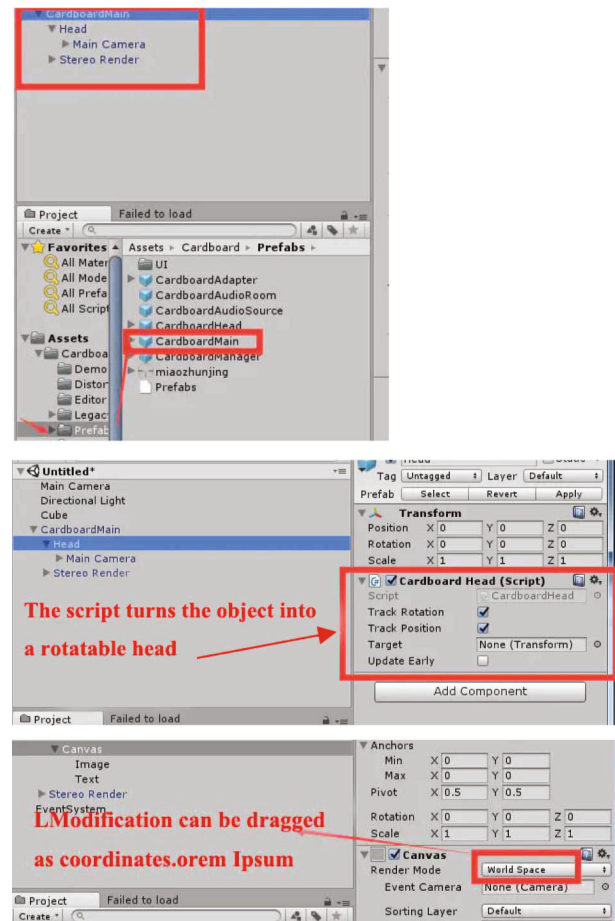 CardboardMain
Head
Main Camera
Stereo Render
Project Failed to load
Create
Favorites Assets Cardboard Prefabs
All Mater UI
All Mode CardboardAdapter
All Prefa CardboardAudioRoom
All Script CardboardAudioSource
CardboardHead
Assets CardboardMain
Cardboa CardboardManager
Demo miaozhunjing
Distor Prefabs
Editor
Legac
Prefab
Untitled*
Main Camera
Directional Light
Cube
CardboardMain
Head
Main Camera
Stereo Render
The script turns the object into
a rotatable head
Project Failed to load
Head
Tag Untagged Layer Default
Prefab Select Revert Apply
Transform
Position X 0 Y 0 Z 0
Rotation X 0 Y 0 Z 0
Scale X 1 Y 1 Z 1
Cardboard Head (Script)
Script CardboardHead
Track Rotation
Track Position
Target None (Transform)
Update Early
Add Component
Canvas
Image
Text
Stereo Render
EventSystem
LModification can be dragged
as coordinates.orem Ipsum
Project Failed to load
Create
Anchors
Min X 0 Y 0
Max X 0 Y 0
Pivot X 0.5 Y 0.5
Rotation X 0 Y 0 Z 0
Scale X 1 Y 1 Z 1
Canvas
Render Mode World Space
Event Camera None (Camera)
Sorting Layer Default